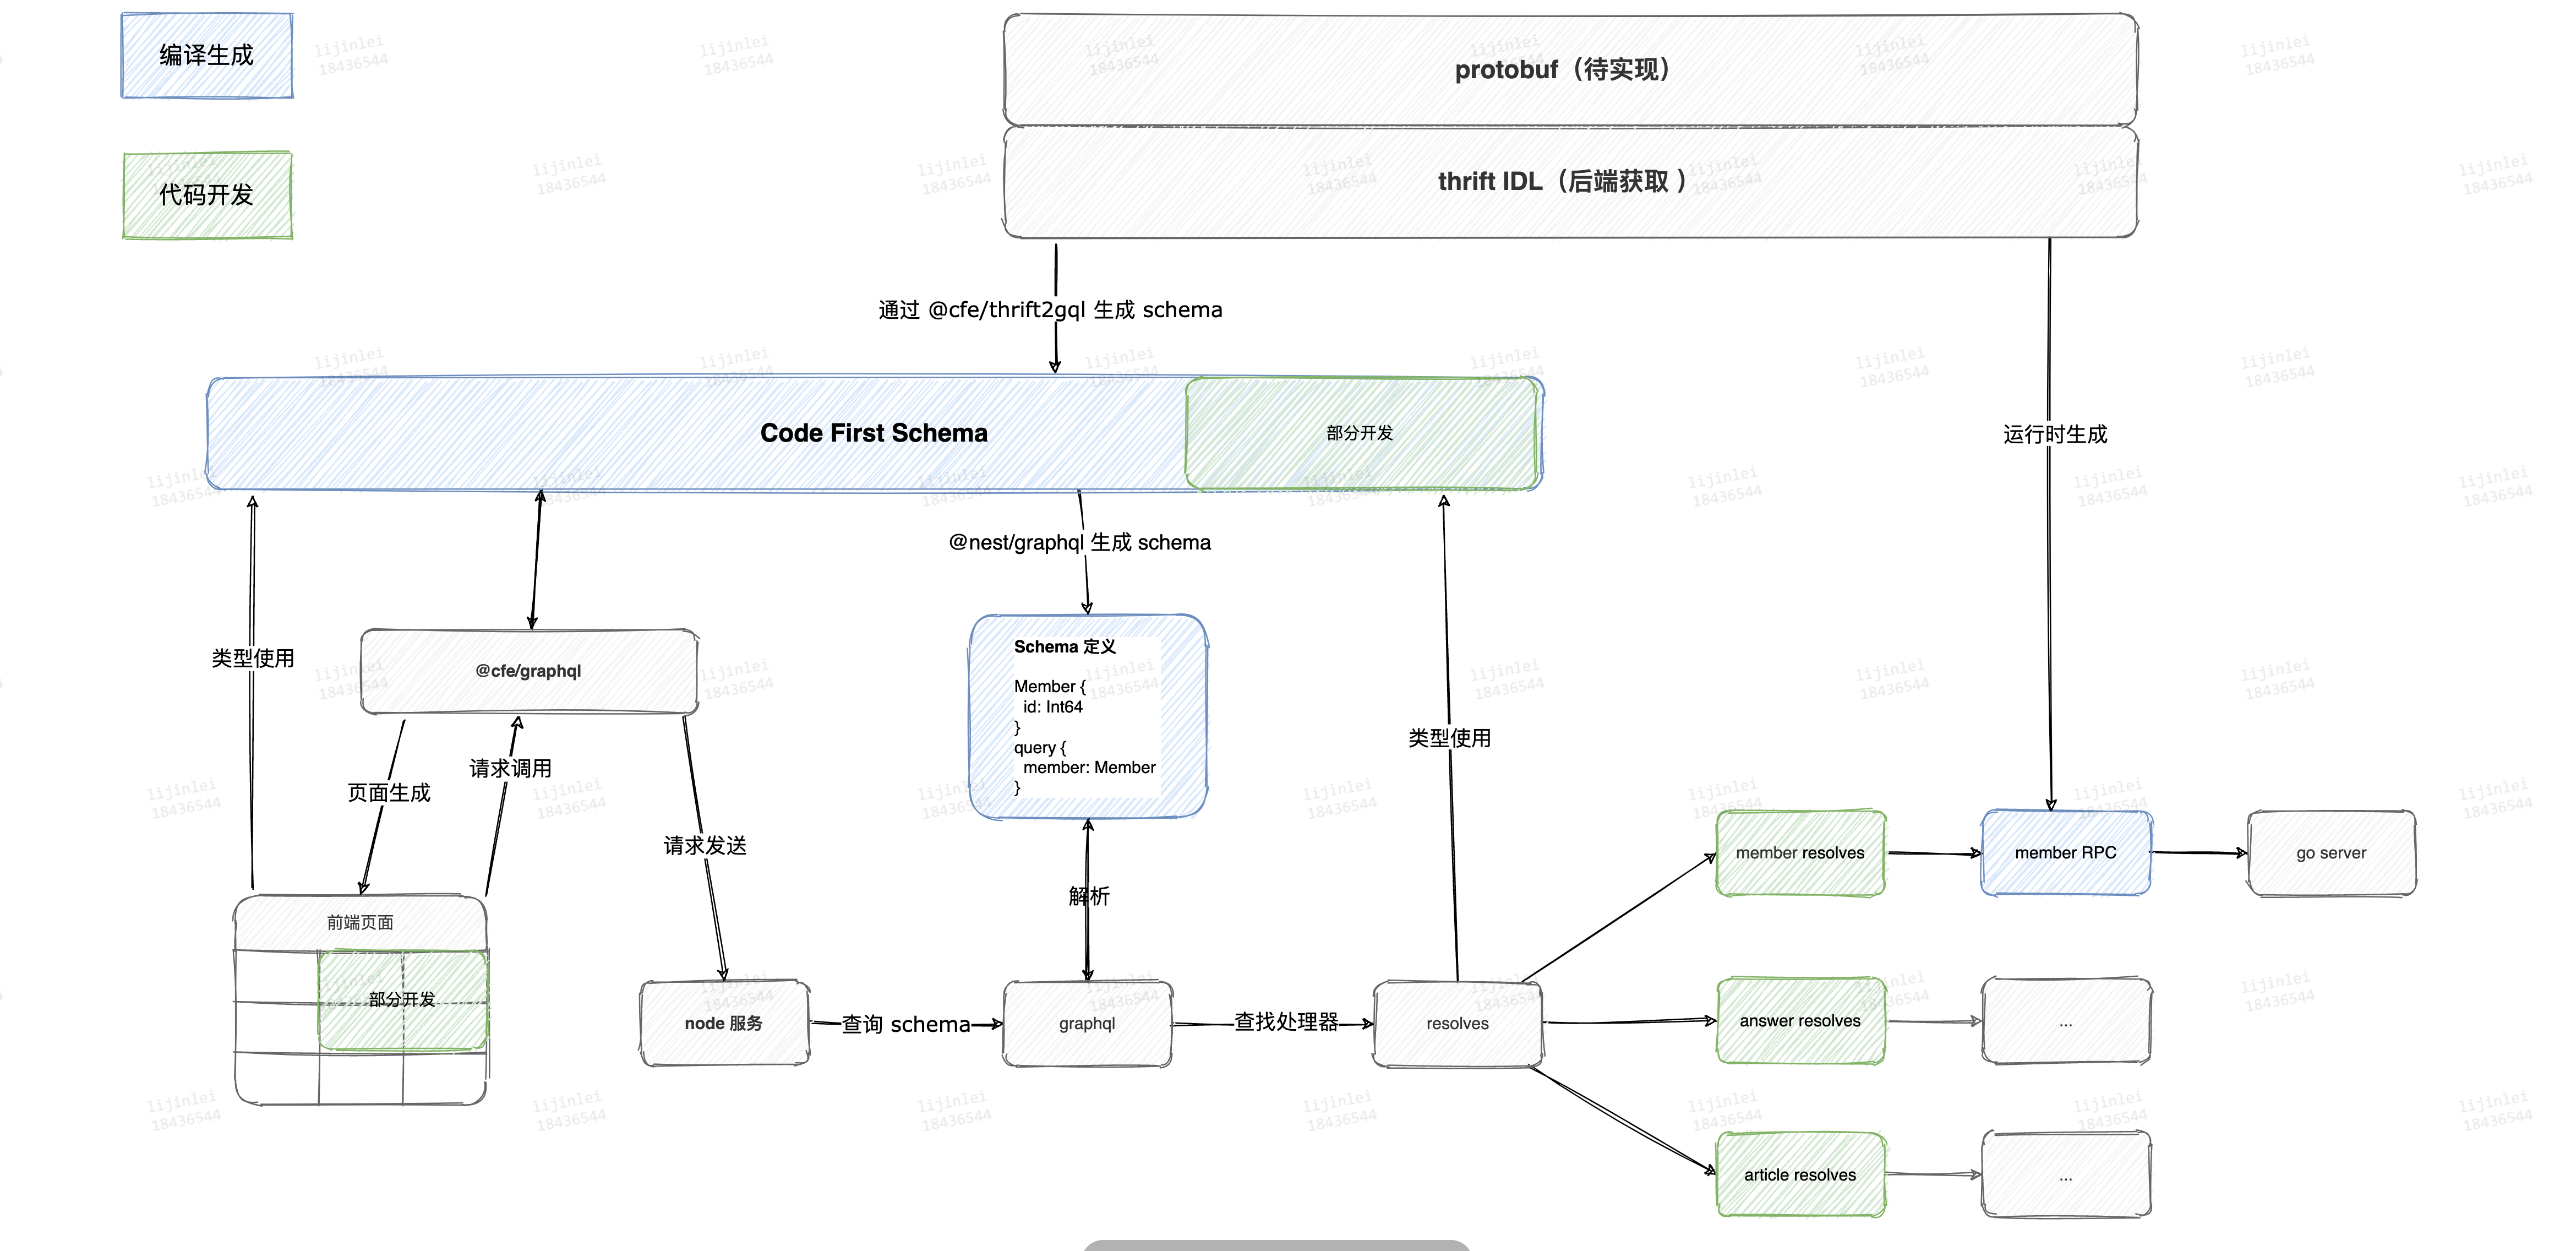 编译生成
代码开发
protobuf（待实现）
thrift IDL（后端获取 ）
通过 @cfe/thrift2gql 生成 schema
Code First Schema
部分开发
运行时生成
@nest/graphql 生成 schema
类型使用
@cfe/graphql
Schema 定义
Member {
id: Int64
}
query {
member: Member
}
类型使用
页面生成
请求调用
请求发送
解析
前端页面
部分开发
node 服务
查询 schema
graphql
查找处理器
resolves
member resolves
member RPC
go server
answer resolves
...
article resolves
...
lijinlei
18436544